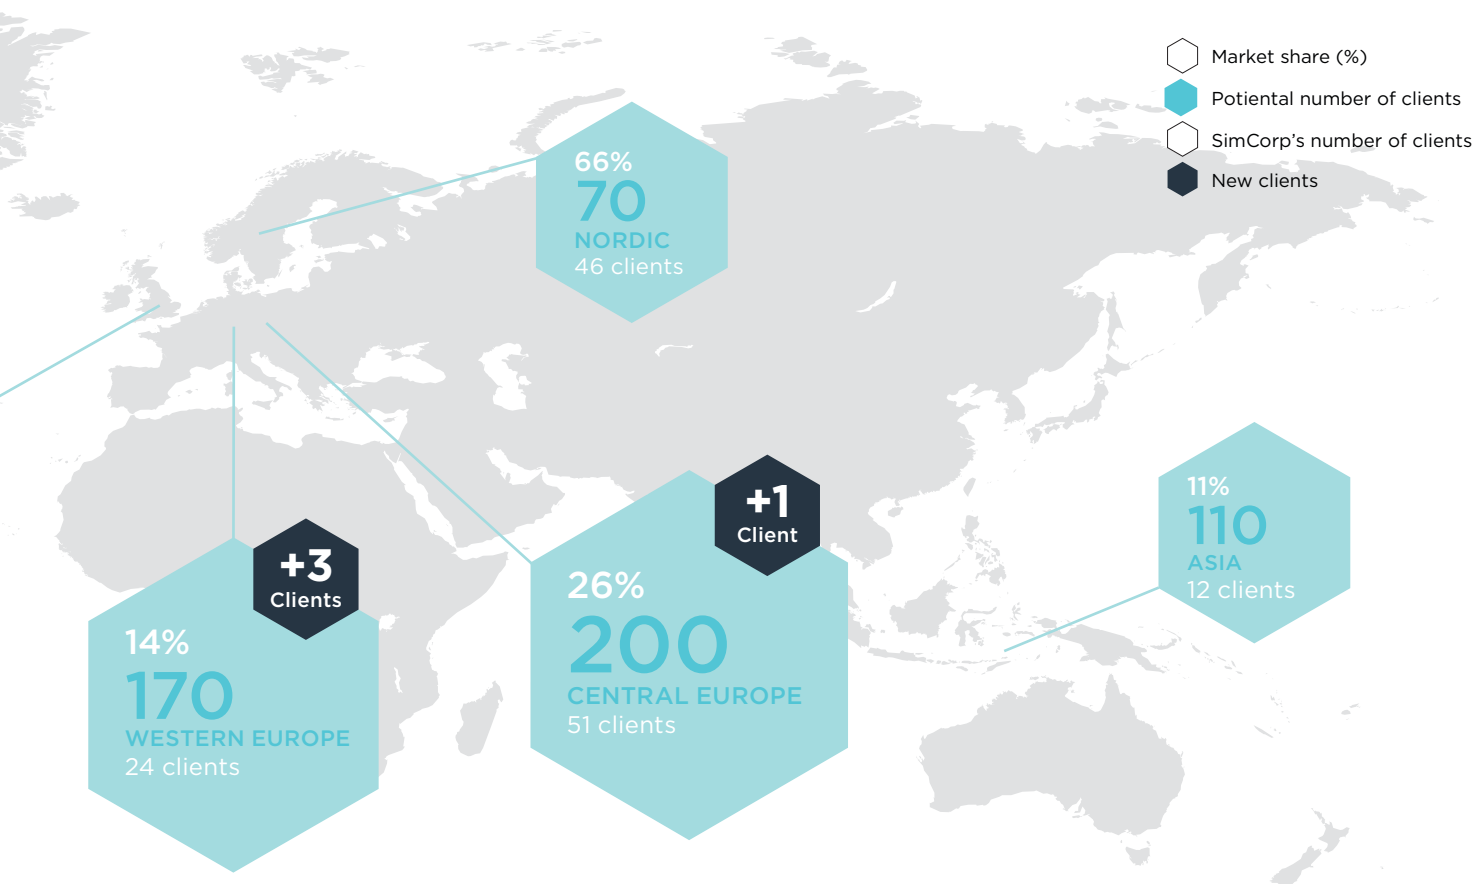 Market share (%)
Potiental number of clients
SimCorp's number of clients
New clients
66%
70
NORDIC
46 clients
+1
Client
26%
200
CENTRAL EUROPE
51 clients
+3
Clients
14%
170
WESTERN EUROPE
24 clients
11%
110
ASIA
12 clients